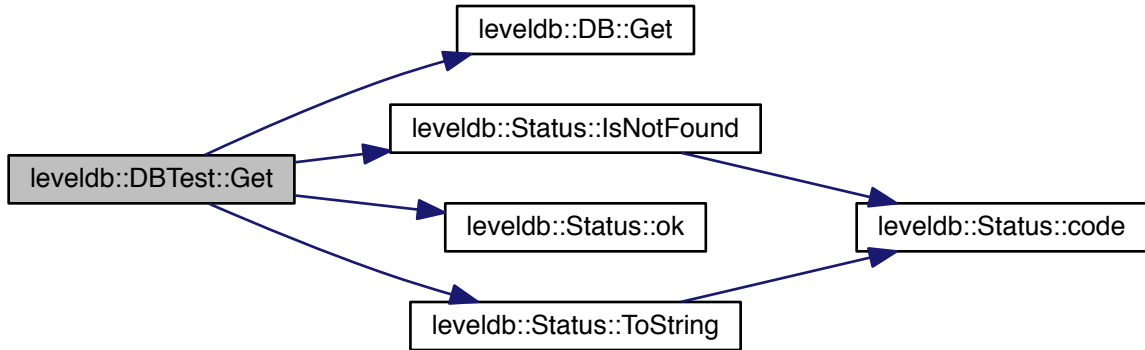 leveldb::DB::Get
leveldb::Status::IsNotFound
leveldb::DBTest::Get
leveldb::Status::ok
leveldb::Status::code
leveldb::Status::ToString